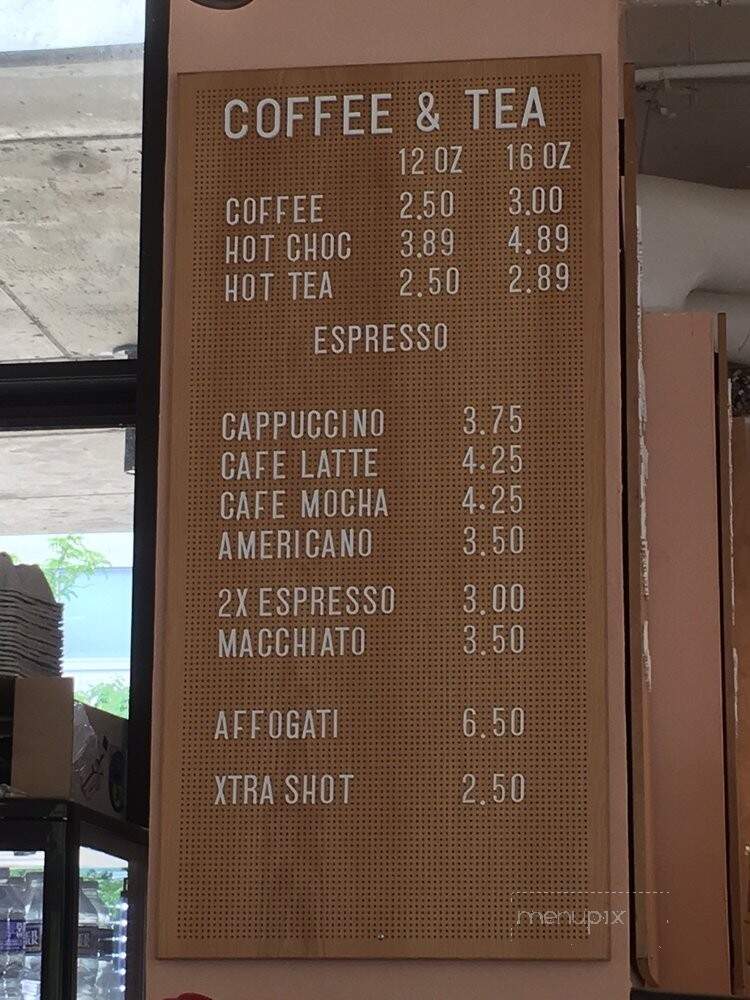 COFFEE & TEA
12 OZ 16 OZ
COFFEE 2.50 3.00
HOT CHOC 3.89 4.89
HOT TEA 2.50 2.89
ESPRESSO
CAPPUCCINO 3.75
CAFE LATTE 4.25
CAFE MOCHA 4.25
AMERICANO 3.50
2X ESPRESSO 3.00
MACCHIATO 3.50
AFFOGATI 6.50
XTRA SHOT 2.50
menupix